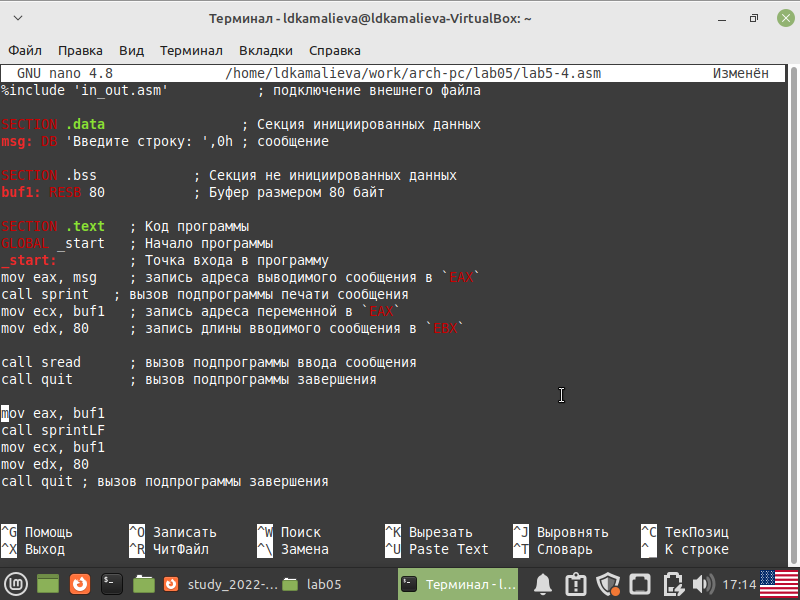 Терминал - ldkamalieva@ldkamalieva-VirtualBox: ~
Файл Правка Вид Терминал Вкладки Справка
GNU nano 4.8 /home/ldkamalieva/work/arch-pc/lab05/lab5-4.asm Изменён
%include 'in_out.asm' ; подключение внешнего файла
SECTION .data ; Секция инициированных данных
msg: DB 'Введите строку: ',0h ; сообщение
SECTION .bss ; Секция не инициированных данных
buf1: RESB 80 ; Буфер размером 80 байт
SECTION .text ; Код программы
GLOBAL _start ; Начало программы
_start: ; Точка входа в программу
mov eax, msg ; запись адреса выводимого сообщения в `EAX`
call sprint ; вызов подпрограммы печати сообщения
mov ecx, buf1 ; запись адреса переменной в `EAX`
mov edx, 80 ; запись длины вводимого сообщения в `EBX`
call sread ; вызов подпрограммы ввода сообщения
call quit ; вызов подпрограммы завершения
mov eax, buf1
call sprintLF
mov ecx, buf1
mov edx, 80
call quit ; вызов подпрограммы завершения
^G Помощь ^O Записать ^W Поиск ^K Вырезать ^J Выровнять ^C ТекПозиц
^X Выход ^R ЧитФайл ^\ Замена ^U Paste Text ^T Словарь ^_ К строке
study_2022-... lab05 Терминал - l... 17:14